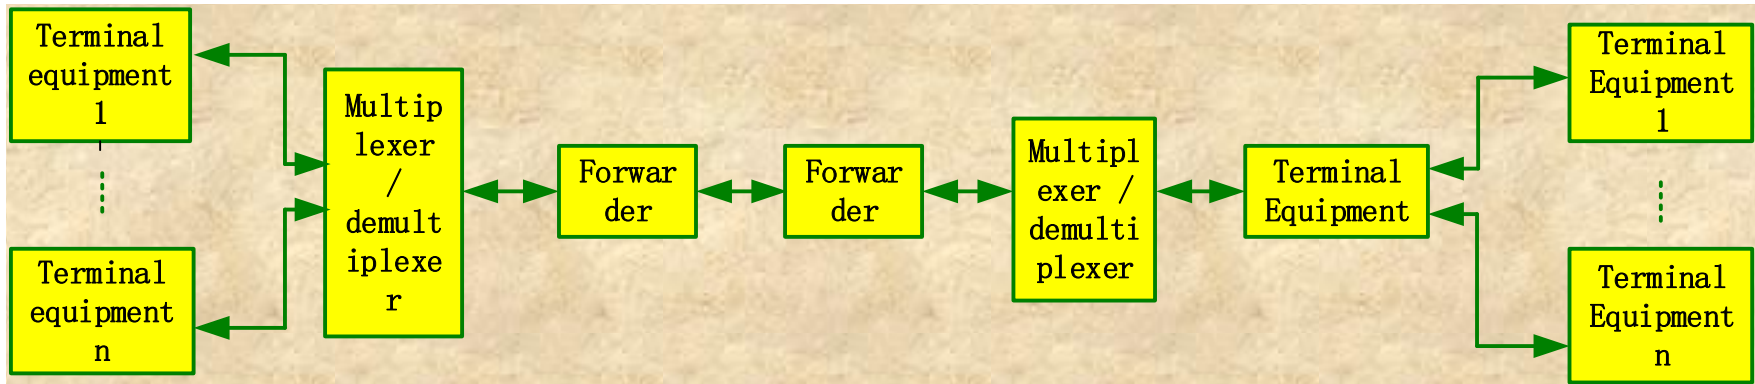 Terminal
equipment
1
Terminal
equipment
n
Multip
lexer
/
demult
iplexe
r
Forwar
der
Forwar
der
Multipl
exer /
demulti
plexer
Terminal
Equipment
Terminal
Equipment
1
Terminal
Equipment
n